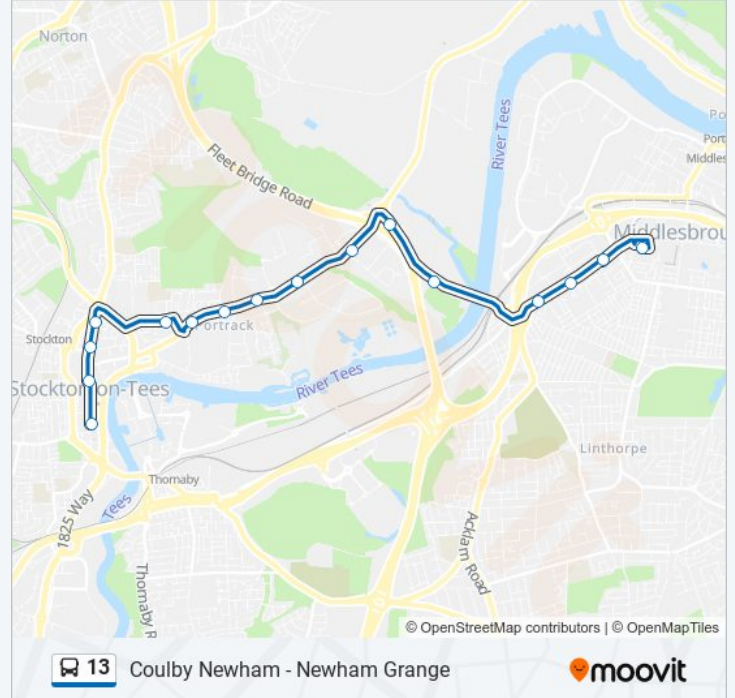 Norton
Fleet Bridge Road
River Tees
Po
Port
Middles
Middlesbrou
Portrack
Stockton
Stockton-on-Tees
River Tees
Linthorpe
Thornaby
1825 Way
Tees
Acklam Road
Thornaby R
© OpenStreetMap contributors | © OpenMapTiles
13 Coulby Newham - Newham Grange
moovit